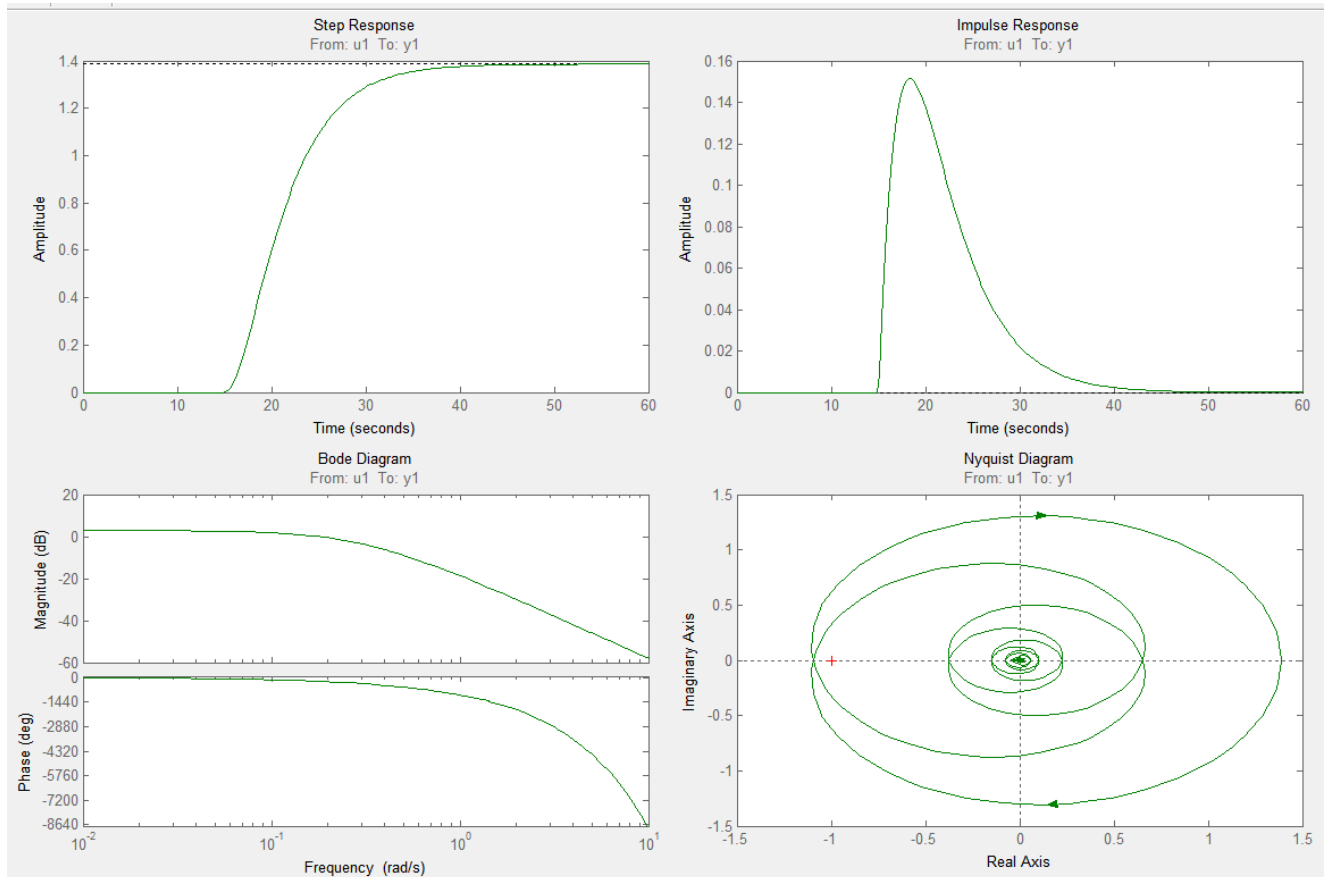 Step Response
From: u1 To: y1
1.4
1.2
1
0.8
0.6
0.4
0.2
0
Amplitude
0 10 20 30 40 50 60
Time (seconds)
Impulse Response
From: u1 To: y1
0.16
0.14
0.12
0.1
0.08
0.06
0.04
0.02
0
Amplitude
0 10 20 30 40 50 60
Time (seconds)
Bode Diagram
From: u1 To: y1
20
0
-20
-40
-60
Magnitude (dB)
0
-1440
-2880
-4320
-5760
-7200
-8640
Phase (deg)
10^-2 10^-1 10^0 10^1
Frequency (rad/s)
Nyquist Diagram
From: u1 To: y1
1.5
1
0.5
0
-0.5
-1
-1.5
Imaginary Axis
-1.5 -1 -0.5 0 0.5 1 1.5
Real Axis